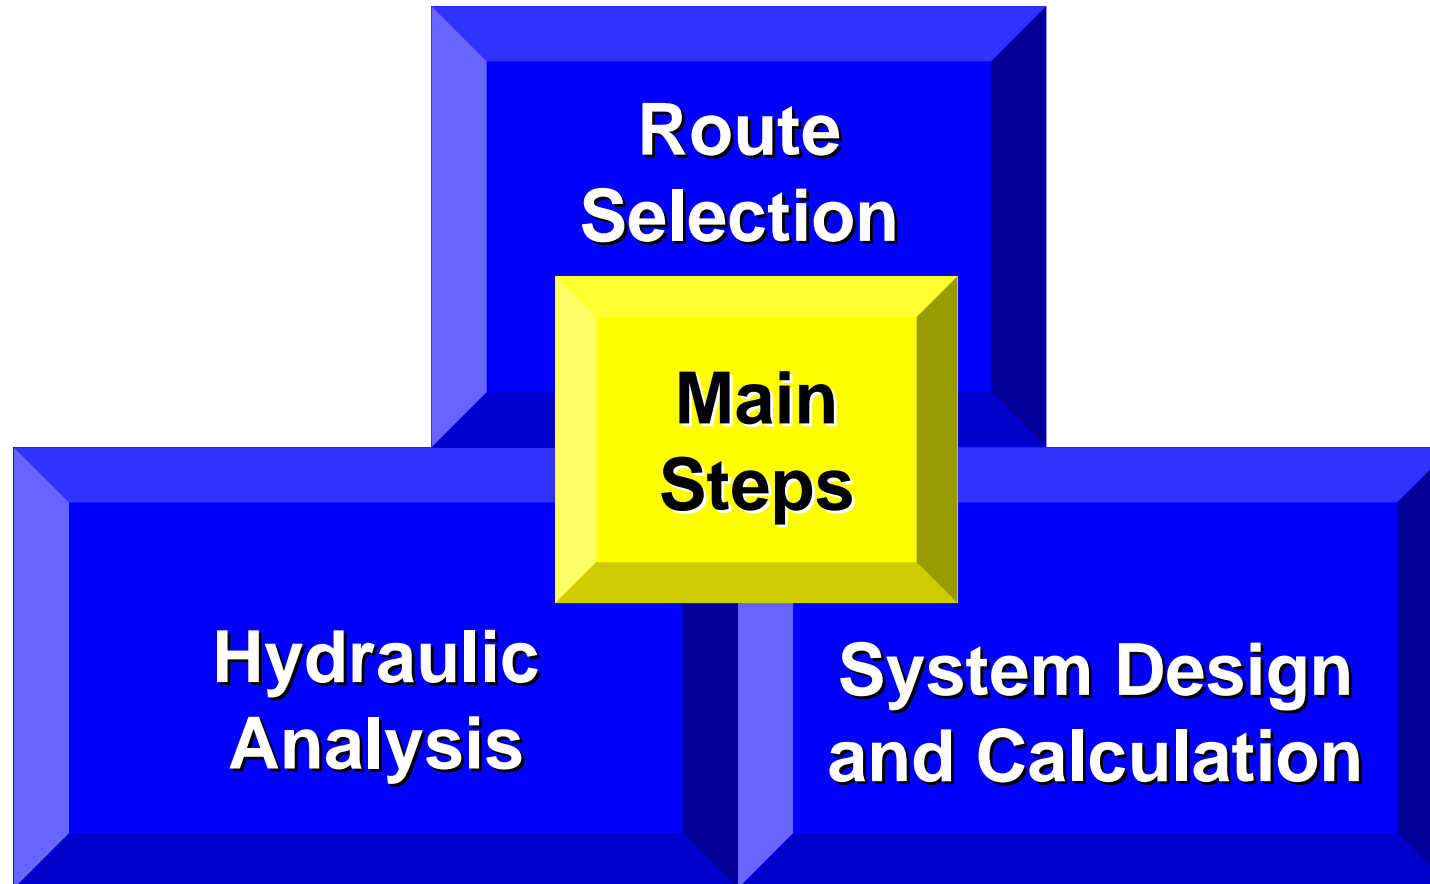 Route
Selection
Main
Steps
Hydraulic
Analysis
System Design
and Calculation